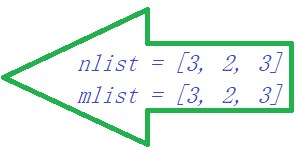 nlist = [3, 2, 3]
mlist = [3, 2, 3]